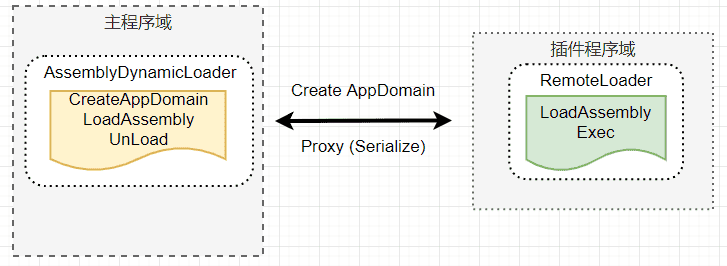 主程序域
AssemblyDynamicLoader
CreateAppDomain
LoadAssembly
UnLoad
Create AppDomain
Proxy (Serialize)
插件程序域
RemoteLoader
LoadAssembly
Exec